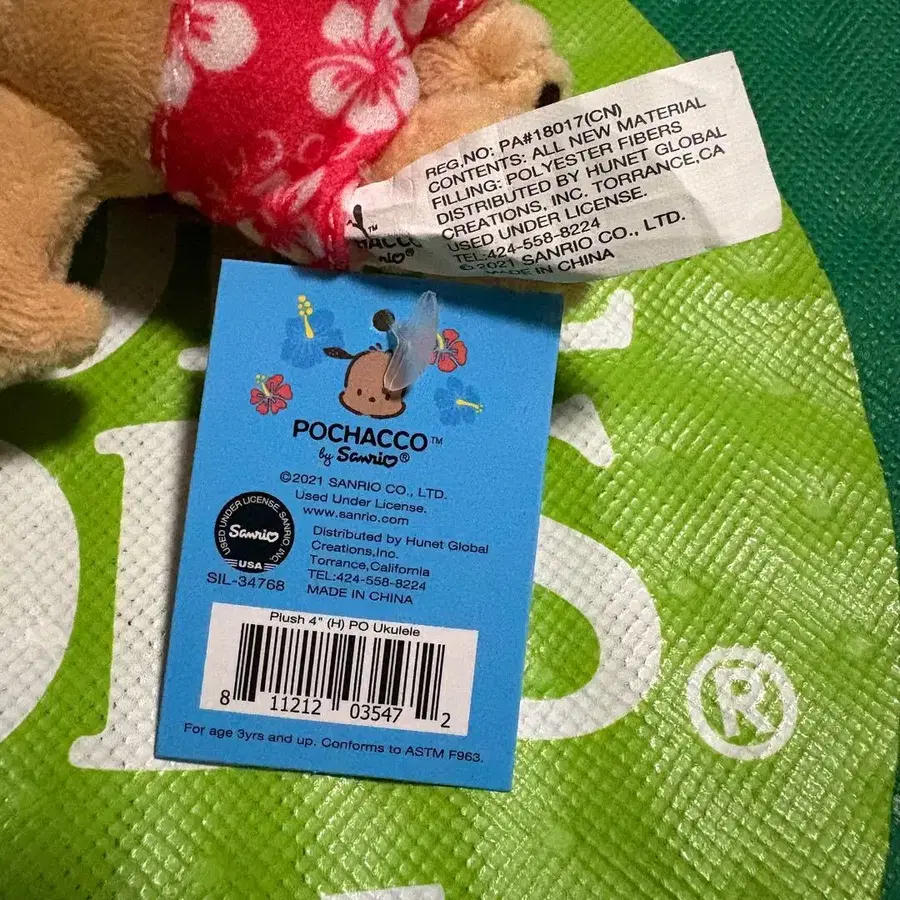 REG,NO: PA#18017(CN)
CONTENTS: ALL NEW MATERIAL
FILLING: POLYESTER FIBERS
DISTRIBUTED BY HUNET GLOBAL
CREATIONS, INC. TORRANCE,CA
USED UNDER LICENSE.
TEL:424-558-8224
©2021 SANRIO CO., LTD.
MADE IN CHINA
POCHACCO™
by Sanrio®
©2021 SANRIO CO., LTD.
Used Under License.
www.sanrio.com
USED UNDER LICENSE. SANRIO, INC.
Sanrio
USA
SIL-34768
Distributed by Hunet Global
Creations,Inc.
Torrance,California
TEL:424-558-8224
MADE IN CHINA
Plush 4" (H) PO Ukulele
8 11212 03547 2
For age 3yrs and up. Conforms to ASTM F963.
®